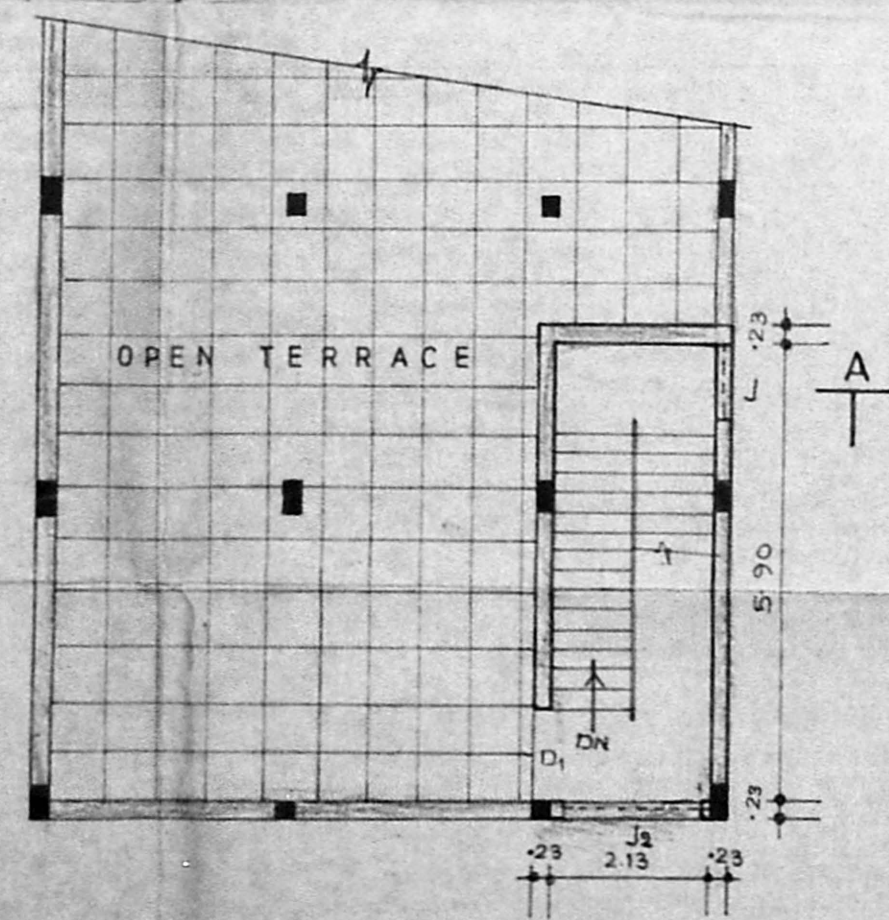 .23
OPEN TERRACE
A
J
5.90
D1
DN
.23
J2
.23
2.13
.23